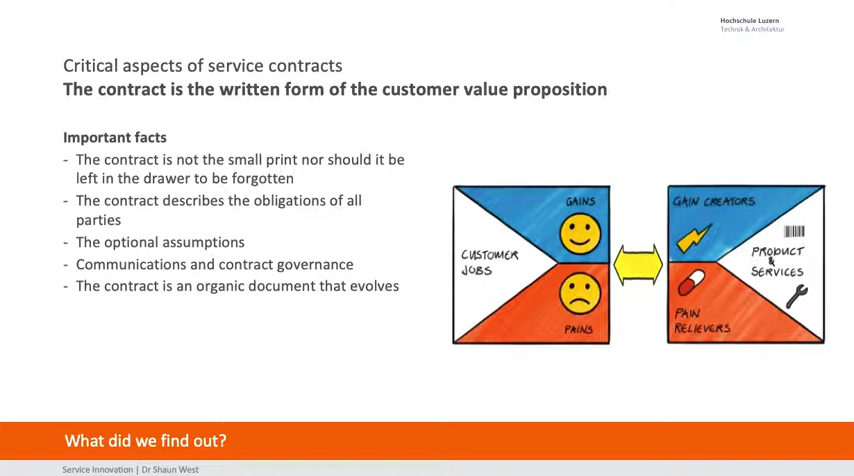 Hochschule Luzern
Technik & Architektur
Critical aspects of service contracts
The contract is the written form of the customer value proposition
Important facts
- The contract is not the small print nor should it be
left in the drawer to be forgotten
- The contract describes the obligations of all
parties
- The optional assumptions
- Communications and contract governance
- The contract is an organic document that evolves
CUSTOMER
JOBS
GAINS
PAINS
GAIN CREATORS
PAIN
RELIEVERS
PRODUCT
&
SERVICES
What did we find out?
Service Innovation | Dr Shaun West